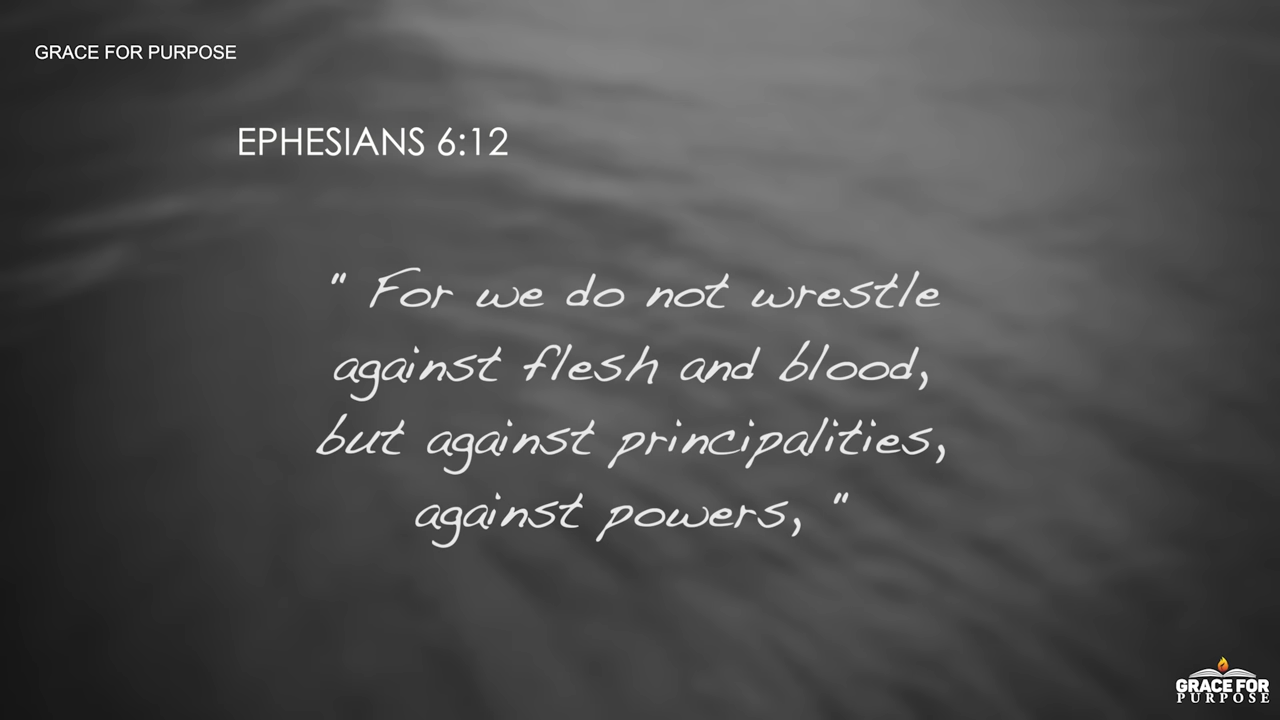 GRACE FOR PURPOSE
EPHESIANS 6:12
" For we do not wrestle
against flesh and blood,
but against principalities,
against powers, "
GRACE FOR
PURPOSE